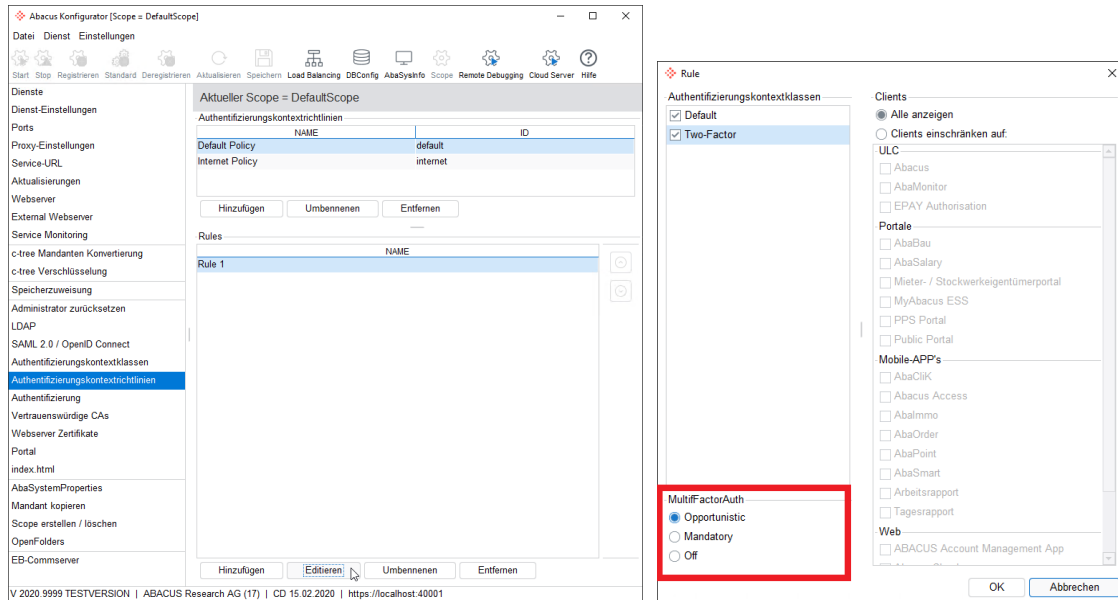 Abacus Konfigurator [Scope = DefaultScope]
Datei Dienst Einstellungen
Start Stop Registrieren Standard Deregistrieren Aktualisieren Speichern Load Balancing DBConfig AbaSysInfo Scope Remote Debugging Cloud Server Hilfe
Dienste
Dienst-Einstellungen
Ports
Proxy-Einstellungen
Service-URL
Aktualisierungen
Webserver
External Webserver
Service Monitoring
c-tree Mandanten Konvertierung
c-tree Verschlüsselung
Speicherzuweisung
Administrator zurücksetzen
LDAP
SAML 2.0 / OpenID Connect
Authentifizierungskontextklassen
Authentifizierungskontextrichtlinien
Authentifizierung
Vertrauenswürdige CAs
Webserver Zertifikate
Portal
index.html
AbaSystemProperties
Mandant kopieren
Scope erstellen / löschen
OpenFolders
EB-Commserver
Aktueller Scope = DefaultScope
Authentifizierungskontextrichtlinien
NAME ID
Default Policy default
Internet Policy internet
Hinzufügen Umbennenen Entfernen
Rules
NAME
Rule 1
Hinzufügen Editieren Umbennenen Entfernen
V 2020.9999 TESTVERSION | ABACUS Research AG (17) | CD 15.02.2020 | https://localhost:40001
Rule
Authentifizierungskontextklassen
Default
Two-Factor
MultifFactorAuth
Opportunistic
Mandatory
Off
Clients
Alle anzeigen
Clients einschränken auf:
ULC
Abacus
AbaMonitor
EPAY Authorisation
Portale
AbaBau
AbaSalary
Mieter- / Stockwerkeigentümerportal
MyAbacus ESS
PPS Portal
Public Portal
Mobile-APP's
AbaCliK
Abacus Access
AbaImmo
AbaOrder
AbaPoint
AbaSmart
Arbeitsrapport
Tagesrapport
Web
ABACUS Account Management App
OK Abbrechen